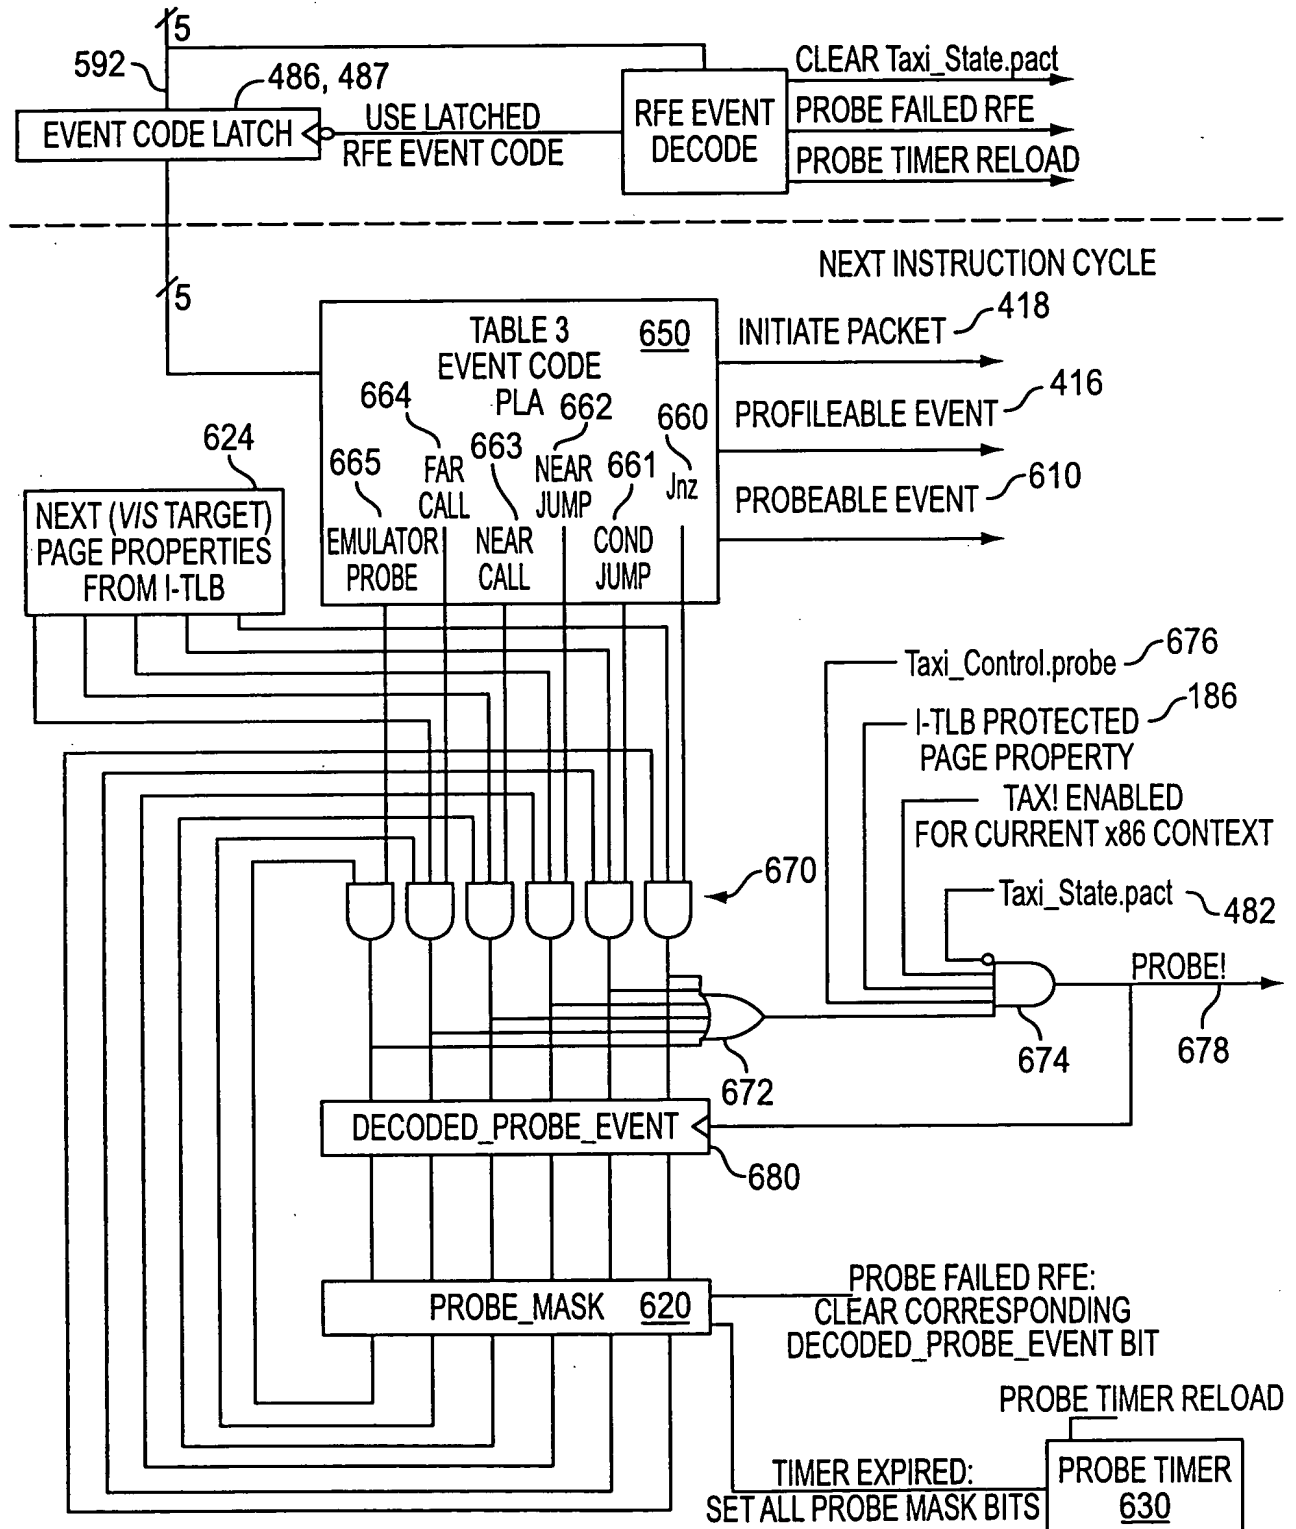 5
592
486, 487
CLEAR Taxi_State.pact
EVENT CODE LATCH
USE LATCHED
RFE EVENT CODE
RFE EVENT
DECODE
PROBE FAILED RFE
PROBE TIMER RELOAD
NEXT INSTRUCTION CYCLE
5
TABLE 3
EVENT CODE
PLA
650
INITIATE PACKET
418
PROFILEABLE EVENT
416
PROBEABLE EVENT
610
664
662
660
665
FAR
CALL
663
NEAR
JUMP
661
Jnz
EMULATOR
PROBE
NEAR
CALL
COND
JUMP
624
NEXT (V/S TARGET)
PAGE PROPERTIES
FROM I-TLB
Taxi_Control.probe
676
I-TLB PROTECTED
PAGE PROPERTY
186
TAX! ENABLED
FOR CURRENT x86 CONTEXT
670
Taxi_State.pact
482
PROBE!
674
678
672
DECODED_PROBE_EVENT
680
PROBE_MASK
620
PROBE FAILED RFE:
CLEAR CORRESPONDING
DECODED_PROBE_EVENT BIT
PROBE TIMER RELOAD
TIMER EXPIRED:
SET ALL PROBE MASK BITS
PROBE TIMER
630